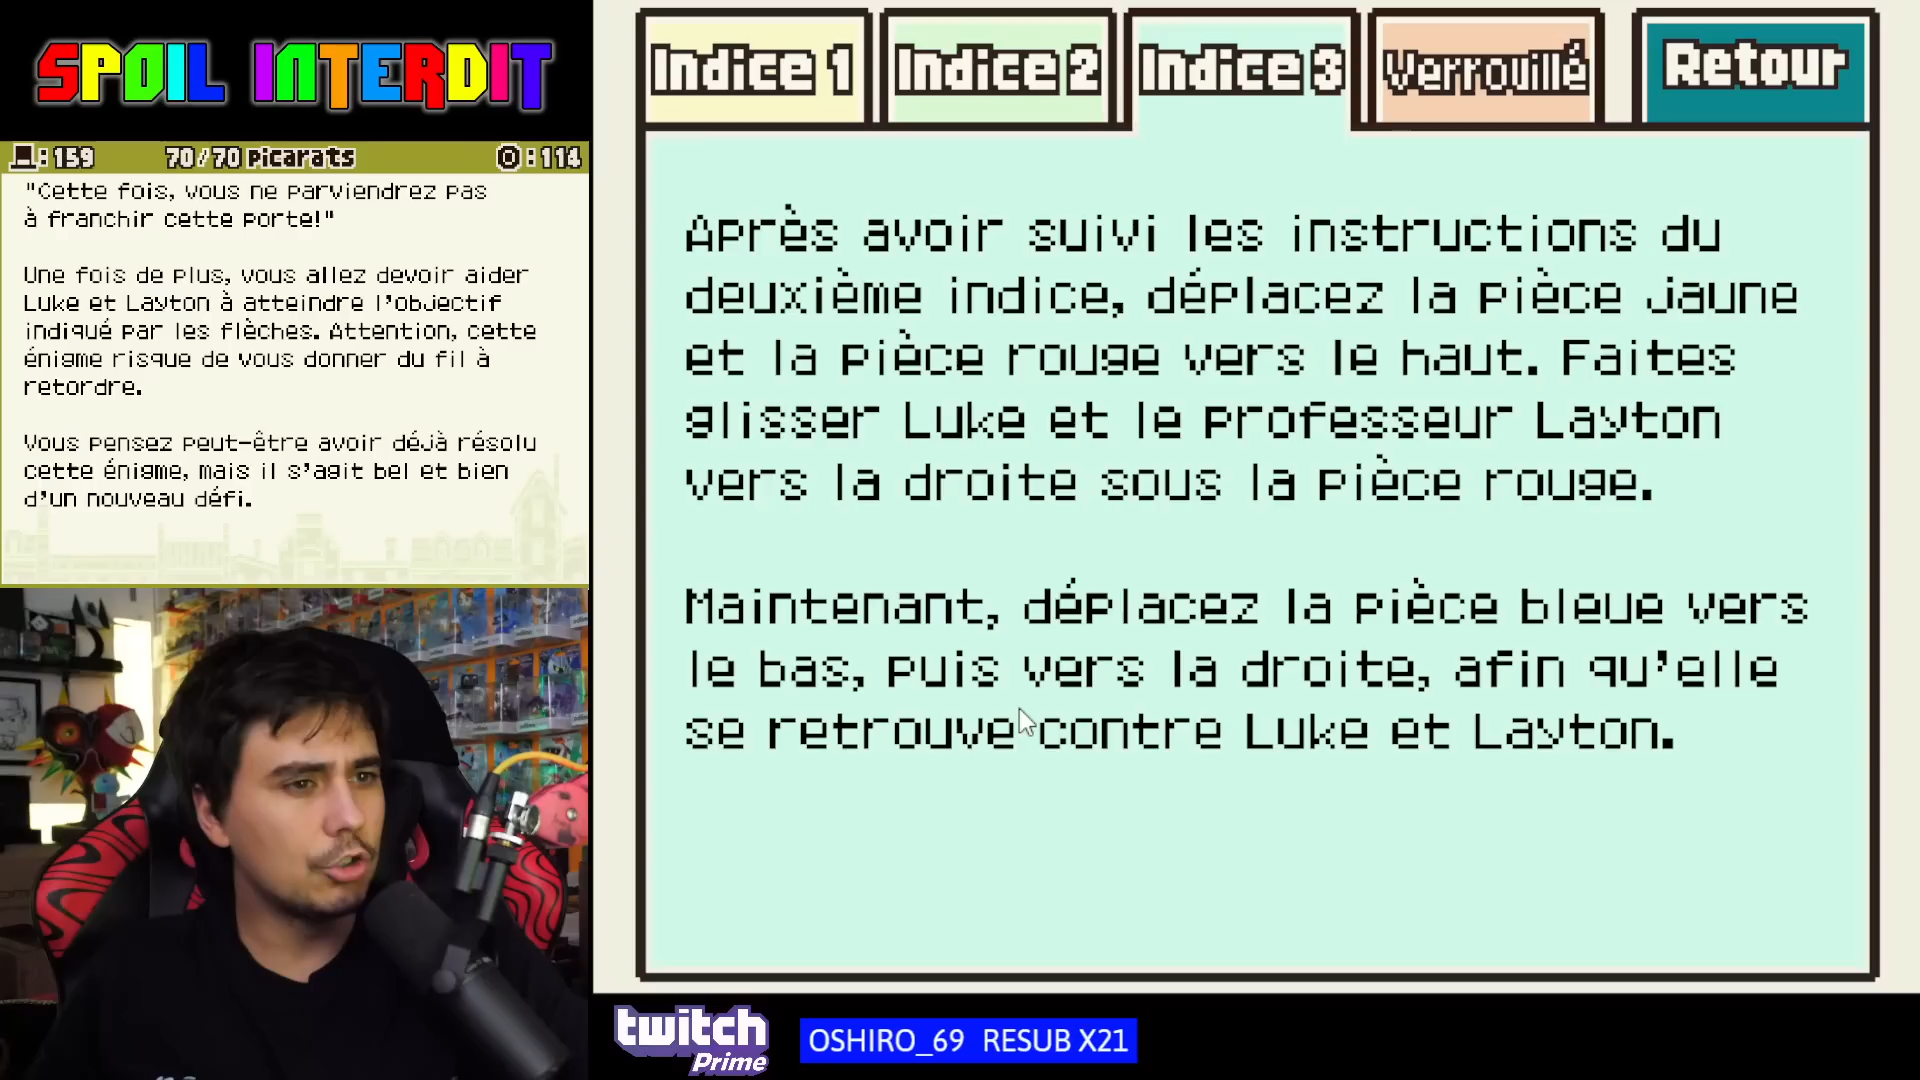 SPOIL INTERDIT
:159 70/70 picarats :114
"Cette fois, vous ne parviendrez pas
à franchir cette porte!"
Une fois de plus, vous allez devoir aider
Luke et Layton à atteindre l'objectif
indiqué par les flèches. Attention, cette
énigme risque de vous donner du fil à
retordre.
Vous pensez peut-être avoir déjà résolu
cette énigme, mais il s'agit bel et bien
d'un nouveau défi.
Indice 1 Indice 2 Indice 3 Verrouillé Retour
Après avoir suivi les instructions du
deuxième indice, déplacez la pièce jaune
et la pièce rouge vers le haut. Faites
glisser Luke et le professeur Layton
vers la droite sous la pièce rouge.
Maintenant, déplacez la pièce bleue vers
le bas, puis vers la droite, afin qu'elle
se retrouve contre Luke et Layton.
twitch
Prime
OSHIRO_69 RESUB X21